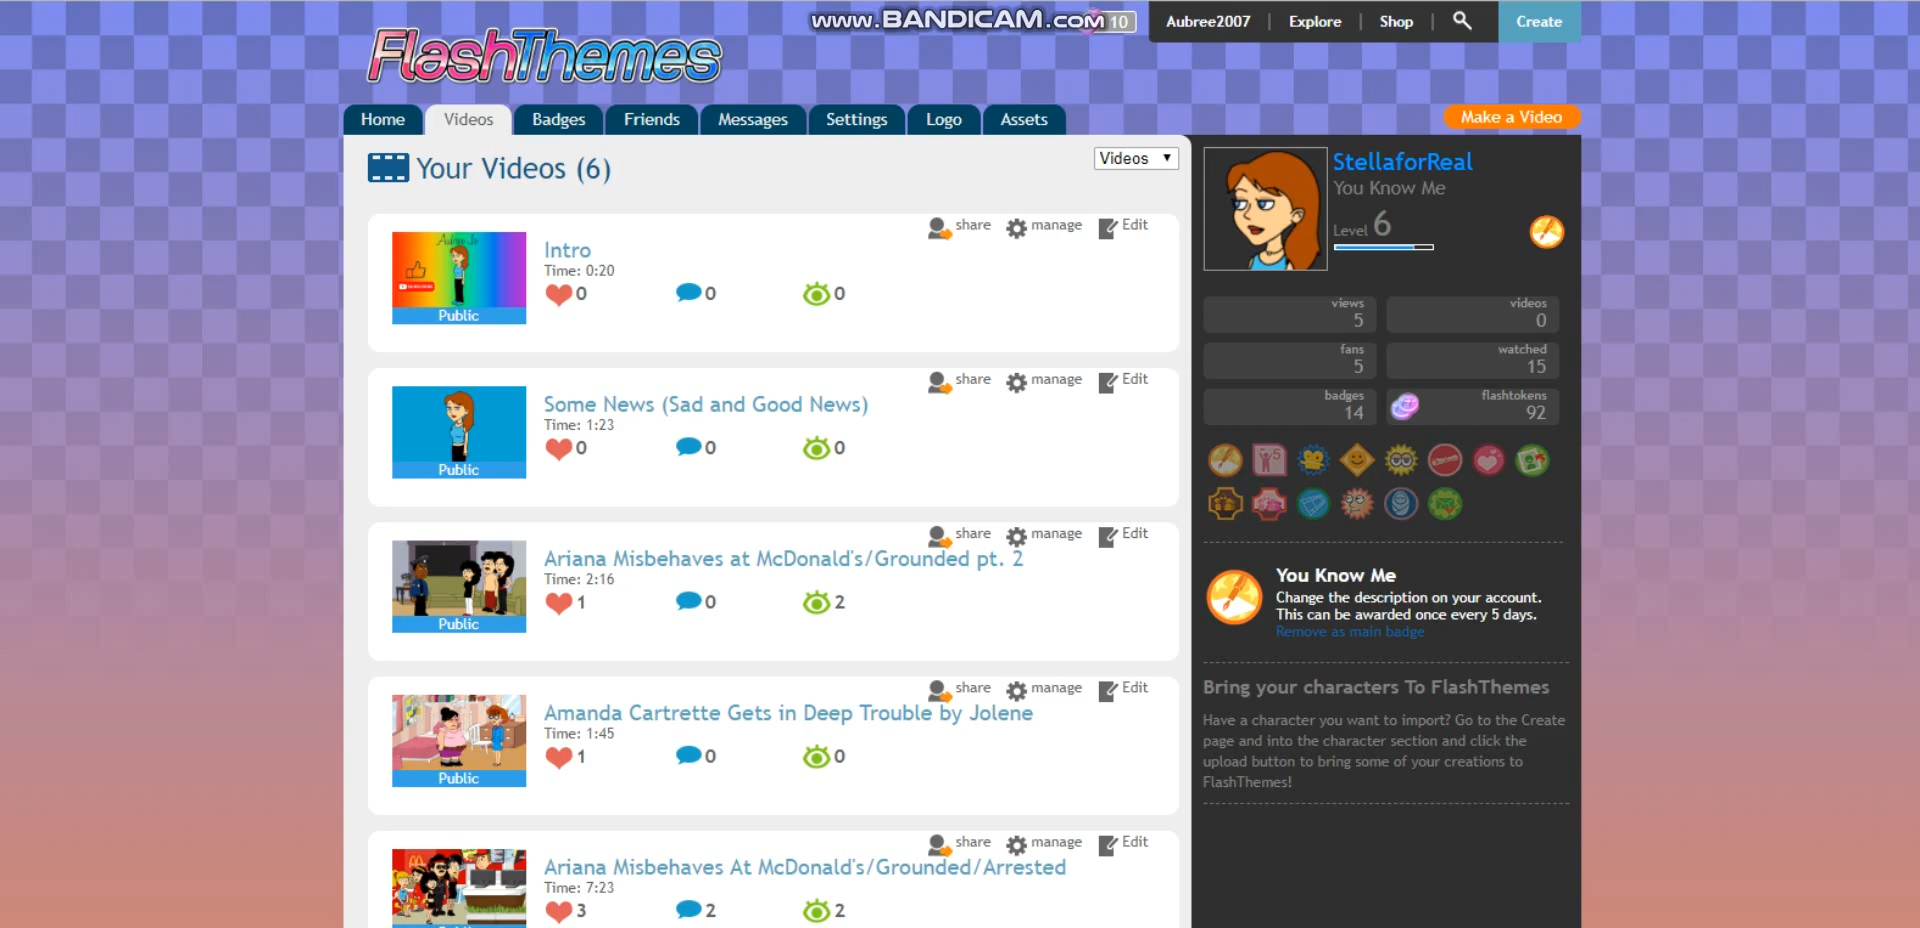 www.BANDICAM.com
10
Aubree2007
Explore
Shop
Create
FlashThemes
Home
Videos
Badges
Friends
Messages
Settings
Logo
Assets
Make a Video
Your Videos (6)
Videos
share
manage
Edit
Intro
Time: 0:20
0
0
0
Public
share
manage
Edit
Some News (Sad and Good News)
Time: 1:23
0
0
0
Public
share
manage
Edit
Ariana Misbehaves at McDonald's/Grounded pt. 2
Time: 2:16
1
0
2
Public
share
manage
Edit
Amanda Cartrette Gets in Deep Trouble by Jolene
Time: 1:45
1
0
0
Public
share
manage
Edit
Ariana Misbehaves At McDonald's/Grounded/Arrested
Time: 7:23
3
2
2
StellaforReal
You Know Me
Level 6
views
5
videos
0
fans
5
watched
15
badges
14
flashtokens
92
You Know Me
Change the description on your account.
This can be awarded once every 5 days.
Remove as main badge
Bring your characters To FlashThemes
Have a character you want to import? Go to the Create
page and into the character section and click the
upload button to bring some of your creations to
FlashThemes!